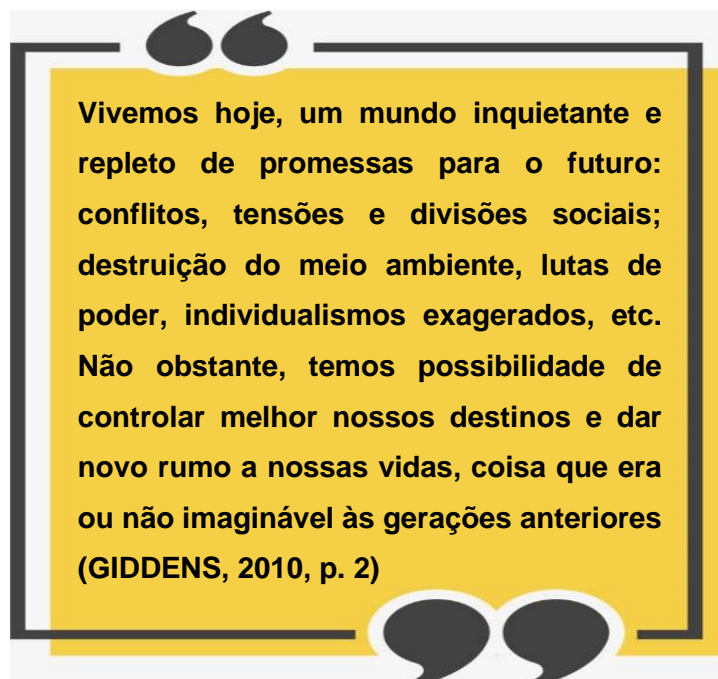 Vivemos hoje, um mundo inquietante e
repleto de promessas para o futuro:
conflitos, tensões e divisões sociais;
destruição do meio ambiente, lutas de
poder, individualismos exagerados, etc.
Não obstante, temos possibilidade de
controlar melhor nossos destinos e dar
novo rumo a nossas vidas, coisa que era
ou não imaginável às gerações anteriores
(GIDDENS, 2010, p. 2)